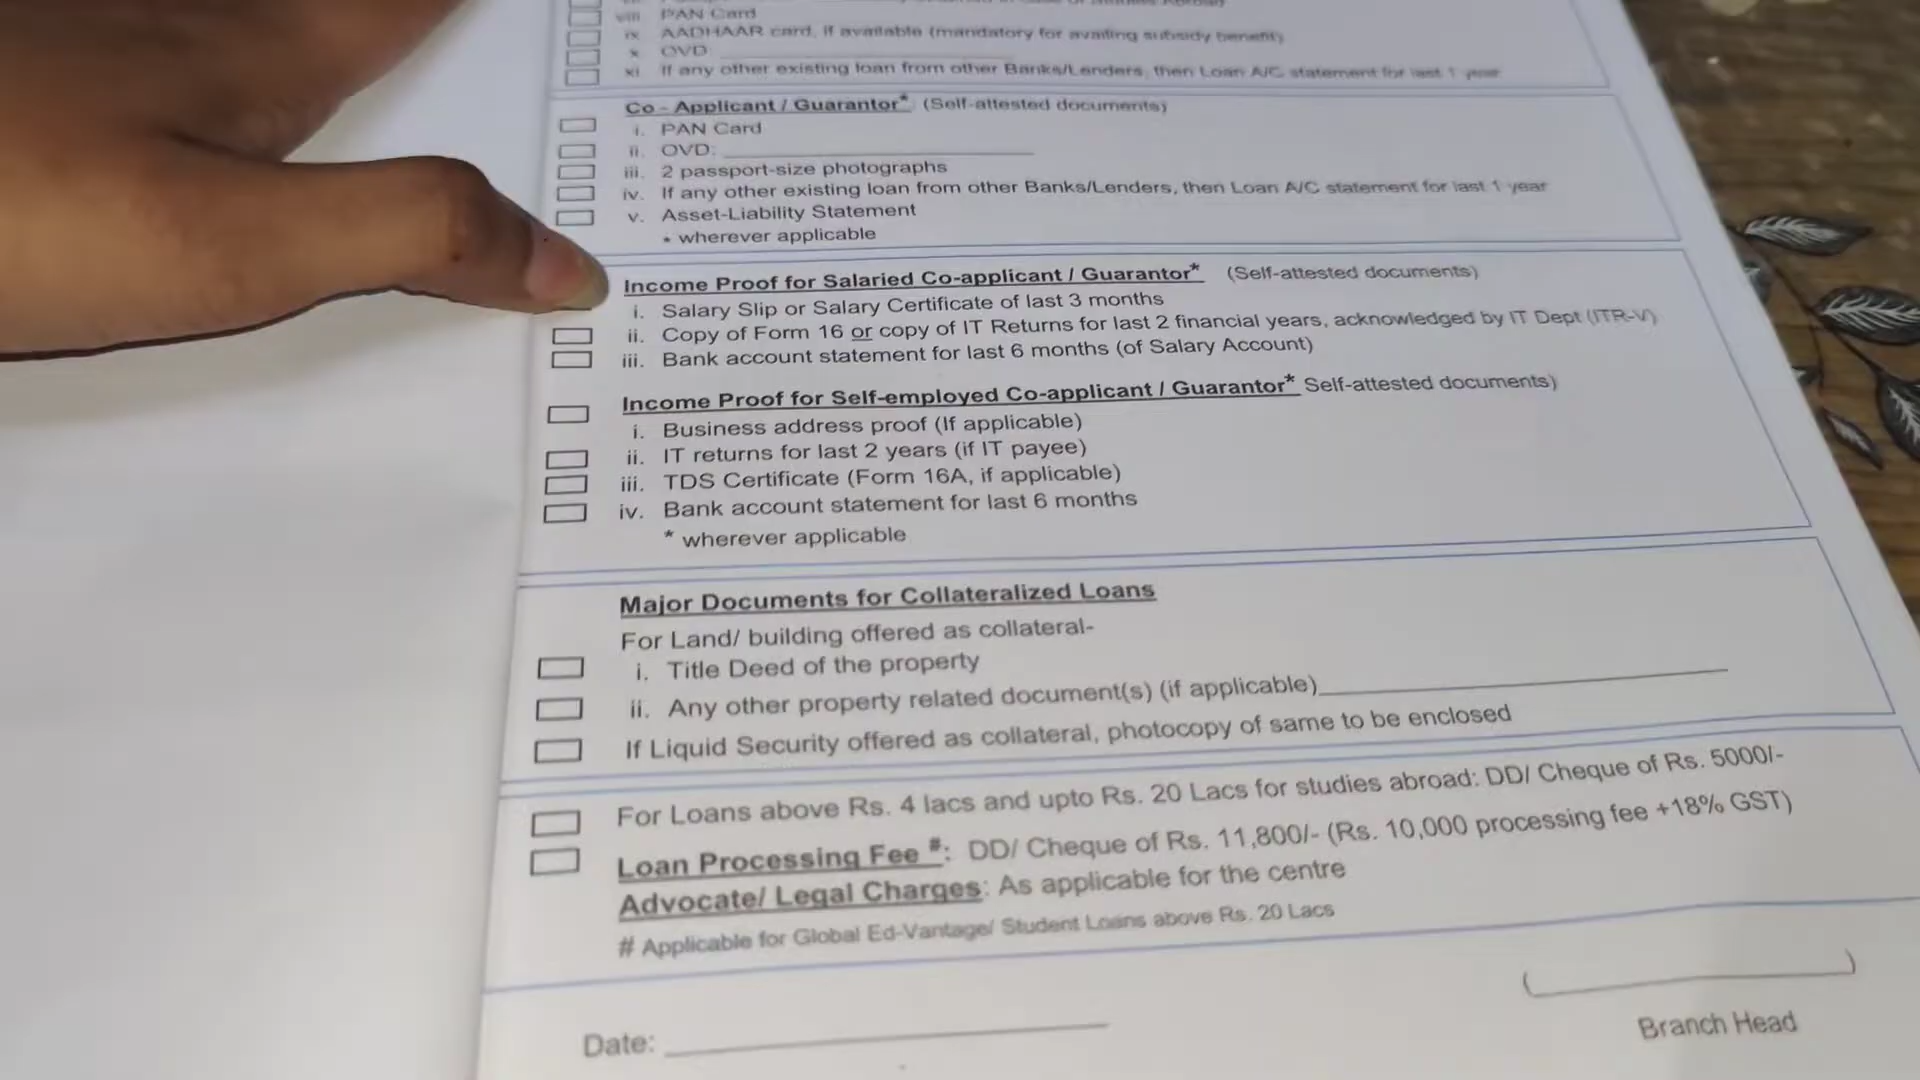 viii PAN Card
ix AADHAAR card, if available (mandatory for availing subsidy benefit)
x OVD
xi If any other existing loan from other Banks/Lenders, then Loan A/C statement for last 1 year
Co - Applicant / Guarantor* (Self-attested documents)
i. PAN Card
ii. OVD:
iii. 2 passport-size photographs
iv. If any other existing loan from other Banks/Lenders, then Loan A/C statement for last 1 year
v. Asset-Liability Statement
* wherever applicable
Income Proof for Salaried Co-applicant / Guarantor* (Self-attested documents)
i. Salary Slip or Salary Certificate of last 3 months
ii. Copy of Form 16 or copy of IT Returns for last 2 financial years, acknowledged by IT Dept (ITR-V)
iii. Bank account statement for last 6 months (of Salary Account)
Income Proof for Self-employed Co-applicant / Guarantor* Self-attested documents)
i. Business address proof (If applicable)
ii. IT returns for last 2 years (if IT payee)
iii. TDS Certificate (Form 16A, if applicable)
iv. Bank account statement for last 6 months
* wherever applicable
Major Documents for Collateralized Loans
For Land/ building offered as collateral-
i. Title Deed of the property
ii. Any other property related document(s) (if applicable)
If Liquid Security offered as collateral, photocopy of same to be enclosed
For Loans above Rs. 4 lacs and upto Rs. 20 Lacs for studies abroad: DD/ Cheque of Rs. 5000/-
Loan Processing Fee #: DD/ Cheque of Rs. 11,800/- (Rs. 10,000 processing fee +18% GST)
Advocate/ Legal Charges: As applicable for the centre
# Applicable for Global Ed-Vantage/ Student Loans above Rs. 20 Lacs
( )
Date:
Branch Head